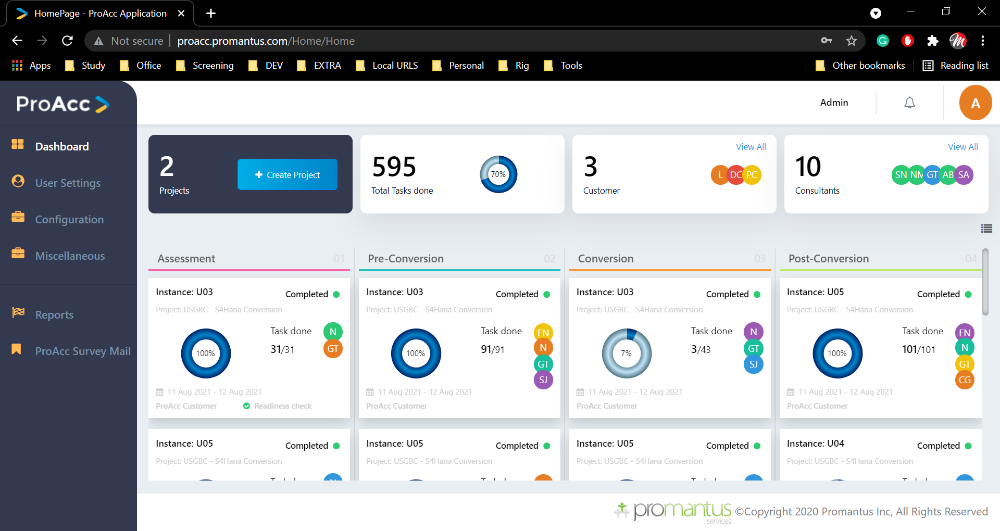 HomePage - ProAcc Application
Not secure proacc.promantus.com/Home/Home
Apps Study Office Screening DEV EXTRA Local URLS Personal Rig Tools Other bookmarks Reading list
ProAcc
Admin
A
Dashboard
User Settings
Configuration
Miscellaneous
Reports
ProAcc Survey Mail
2
Projects
+ Create Project
595
Total Tasks done
70%
View All
3
Customer
L DC PC
View All
10
Consultants
SN NM GT AB SA
Assessment 01
Instance: U03
Completed
Project: USGBC - S4Hana Conversion
100%
Task done
31/31
N
GT
11 Aug 2021 - 12 Aug 2021
ProAcc Customer Readiness check
Instance: U05
Completed
Project: USGBC - S4Hana Conversion
Pre-Conversion 02
Instance: U03
Completed
Project: USGBC - S4Hana Conversion
100%
Task done
91/91
EN
N
GT
SJ
11 Aug 2021 - 12 Aug 2021
ProAcc Customer
Instance: U05
Completed
Project: USGBC - S4Hana Conversion
Conversion 03
Instance: U03
Completed
Project: USGBC - S4Hana Conversion
7%
Task done
3/43
N
GT
SJ
11 Aug 2021 - 12 Aug 2021
ProAcc Customer
Instance: U05
Completed
Project: USGBC - S4Hana Conversion
Post-Conversion 04
Instance: U05
Completed
Project: USGBC - S4Hana Conversion
100%
Task done
101/101
EN
N
GT
CG
11 Aug 2021 - 12 Aug 2021
ProAcc Customer
Instance: U04
Completed
Project: USGBC - S4Hana Conversion
promantus
services
©Copyright 2020 Promantus Inc, All Rights Reserved